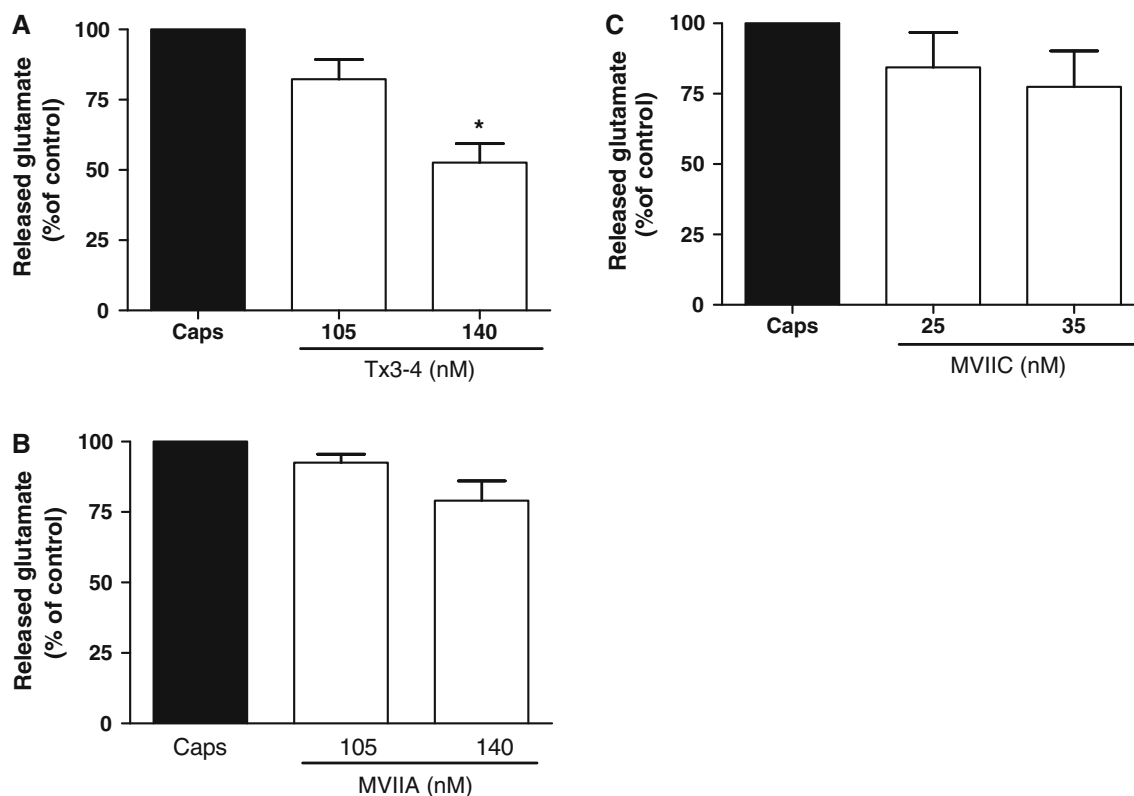 A
Released glutamate
(%of control)
100
75
50
25
0
*
Caps
105
140
Tx3-4 (nM)
C
Released glutamate
(%of control)
100
75
50
25
0
Caps
25
35
MVIIC (nM)
B
Released glutamate
(% of control)
100
75
50
25
0
Caps
105
140
MVIIA (nM)